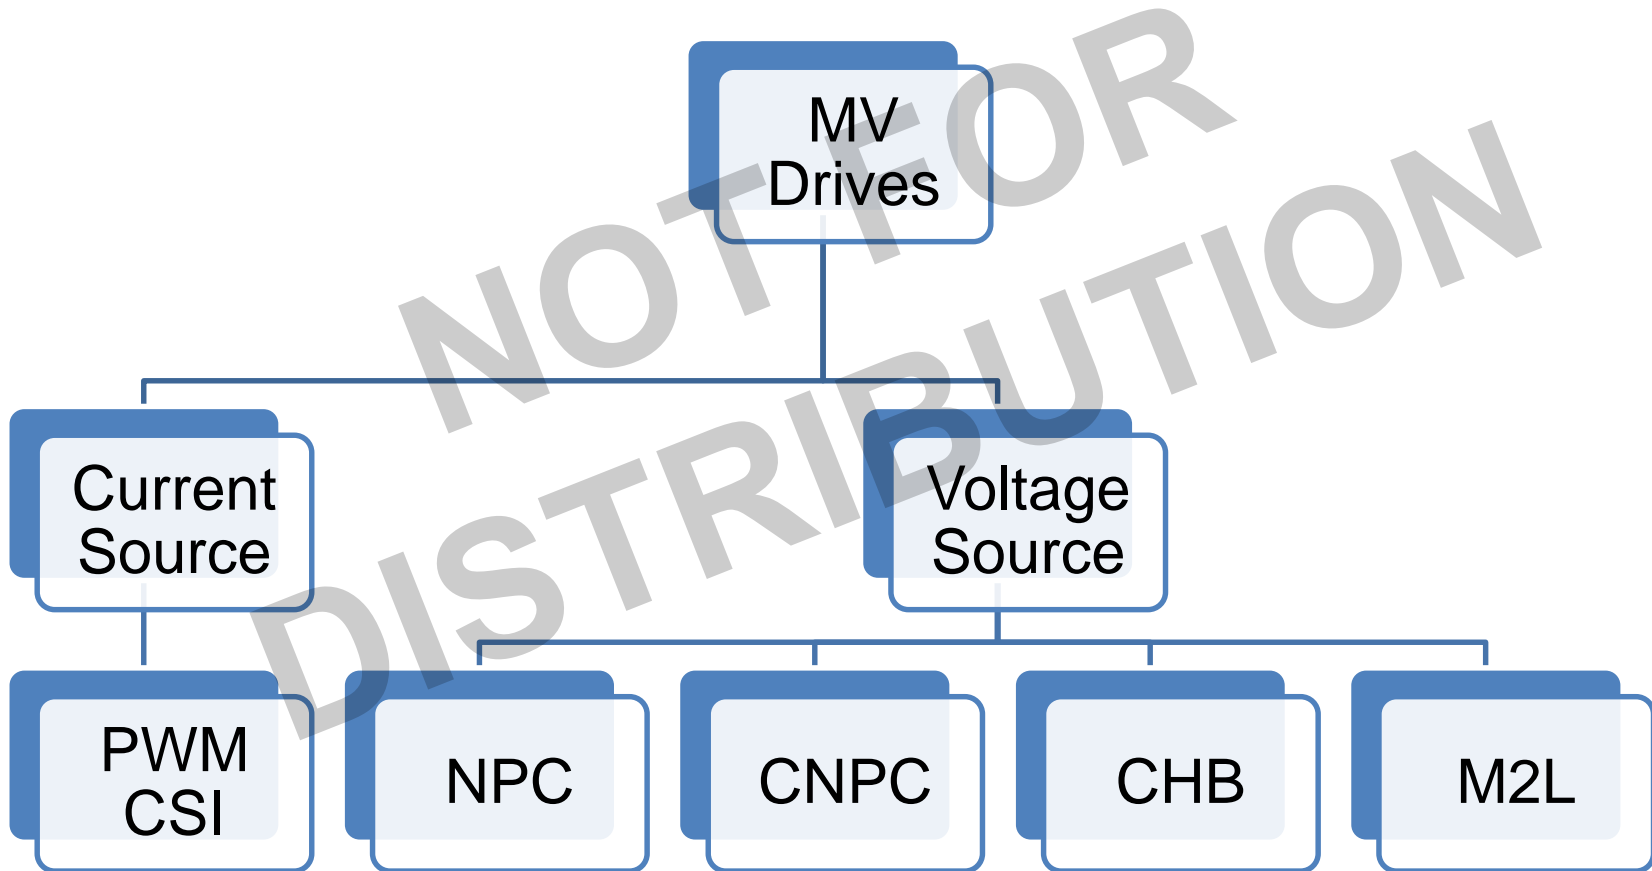 MV
Drives
NOT FOR
DISTRIBUTION
Current
Source
Voltage
Source
PWM
CSI
NPC
CNPC
CHB
M2L